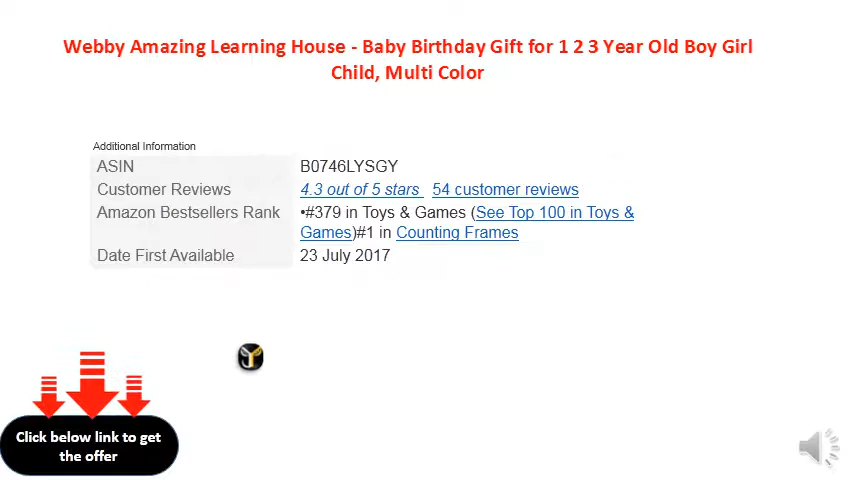 Webby Amazing Learning House - Baby Birthday Gift for 1 2 3 Year Old Boy Girl
Child, Multi Color
Additional Information
ASIN B0746LYSGY
Customer Reviews 4.3 out of 5 stars 54 customer reviews
Amazon Bestsellers Rank •#379 in Toys & Games (See Top 100 in Toys &
Games)#1 in Counting Frames
Date First Available 23 July 2017
Click below link to get
the offer